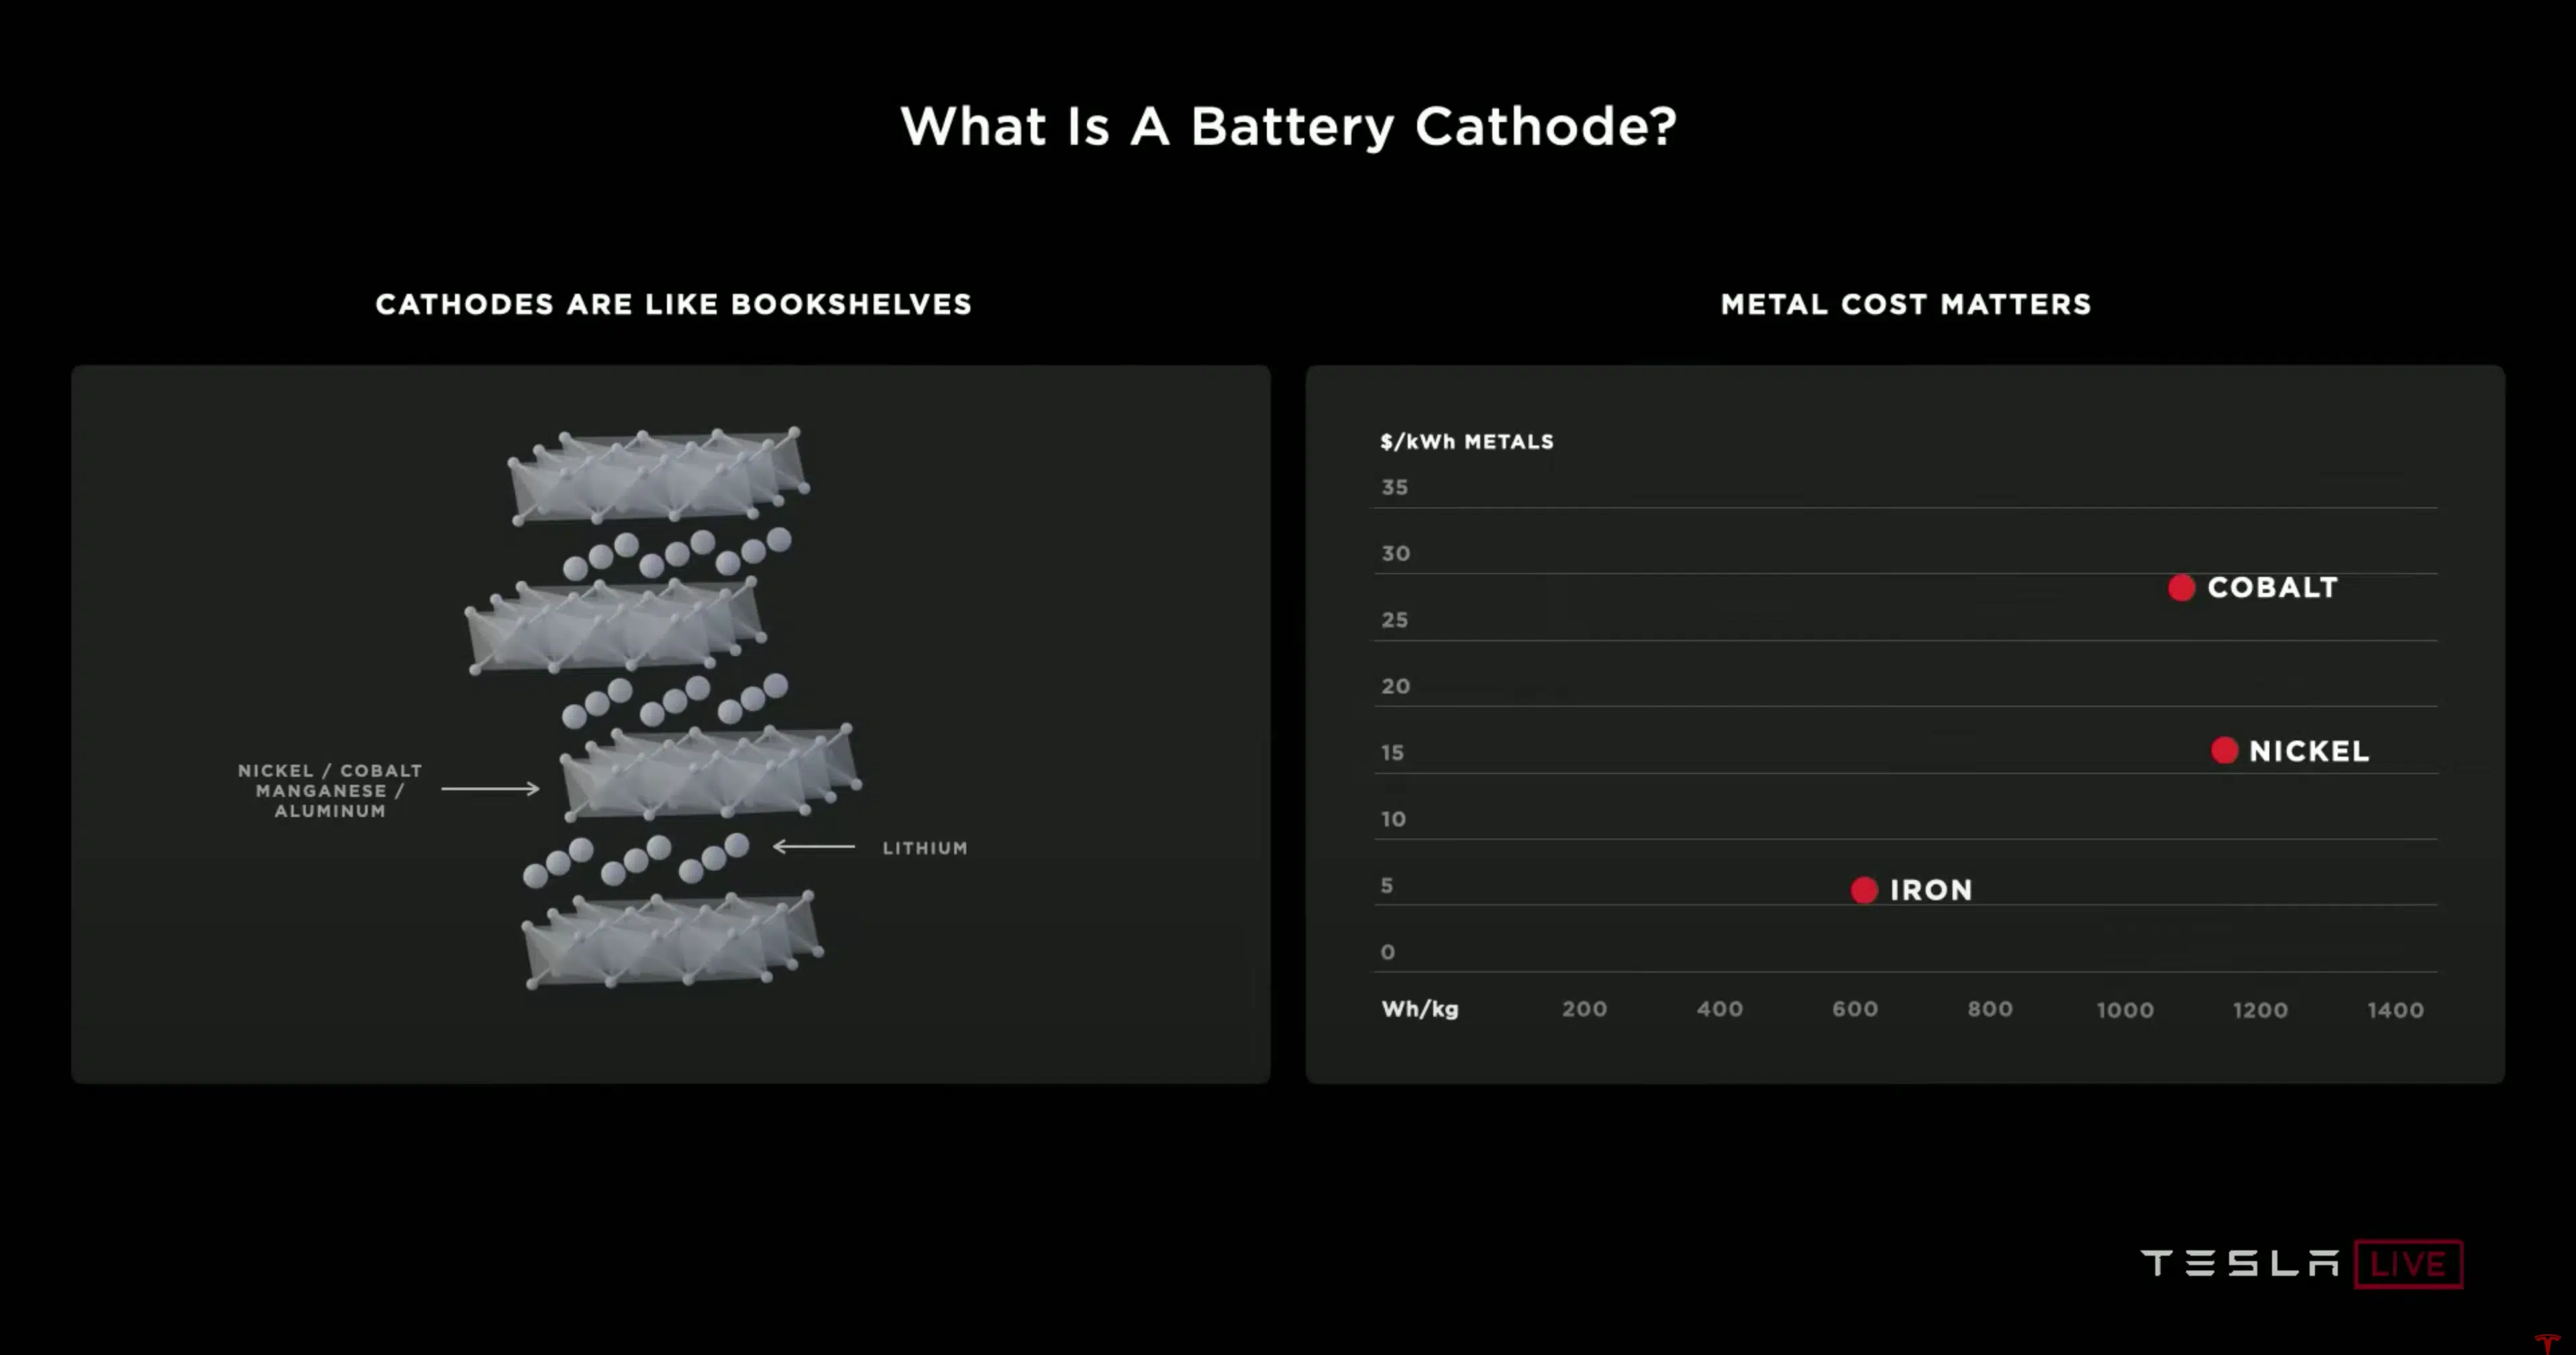 What Is A Battery Cathode?
CATHODES ARE LIKE BOOKSHELVES
NICKEL / COBALT
MANGANESE /
ALUMINUM
LITHIUM
METAL COST MATTERS
$/kWh METALS
35
30
COBALT
25
20
NICKEL
15
10
IRON
5
0
Wh/kg 200 400 600 800 1000 1200 1400
TESLA LIVE